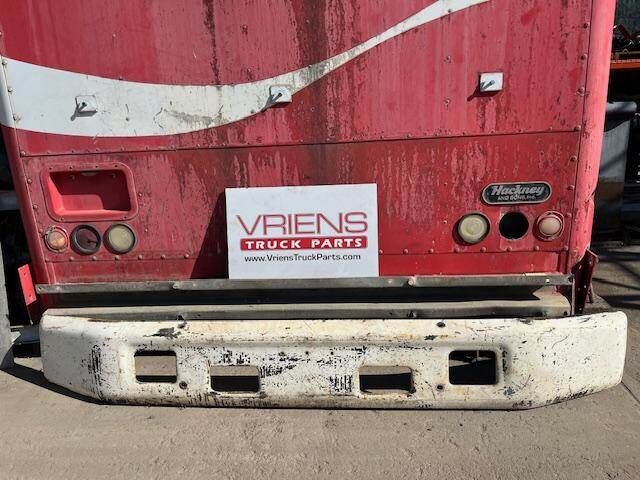 Hackney
AND SONS, INC.
VRIENS
TRUCK PARTS
www.VriensTruckParts.com